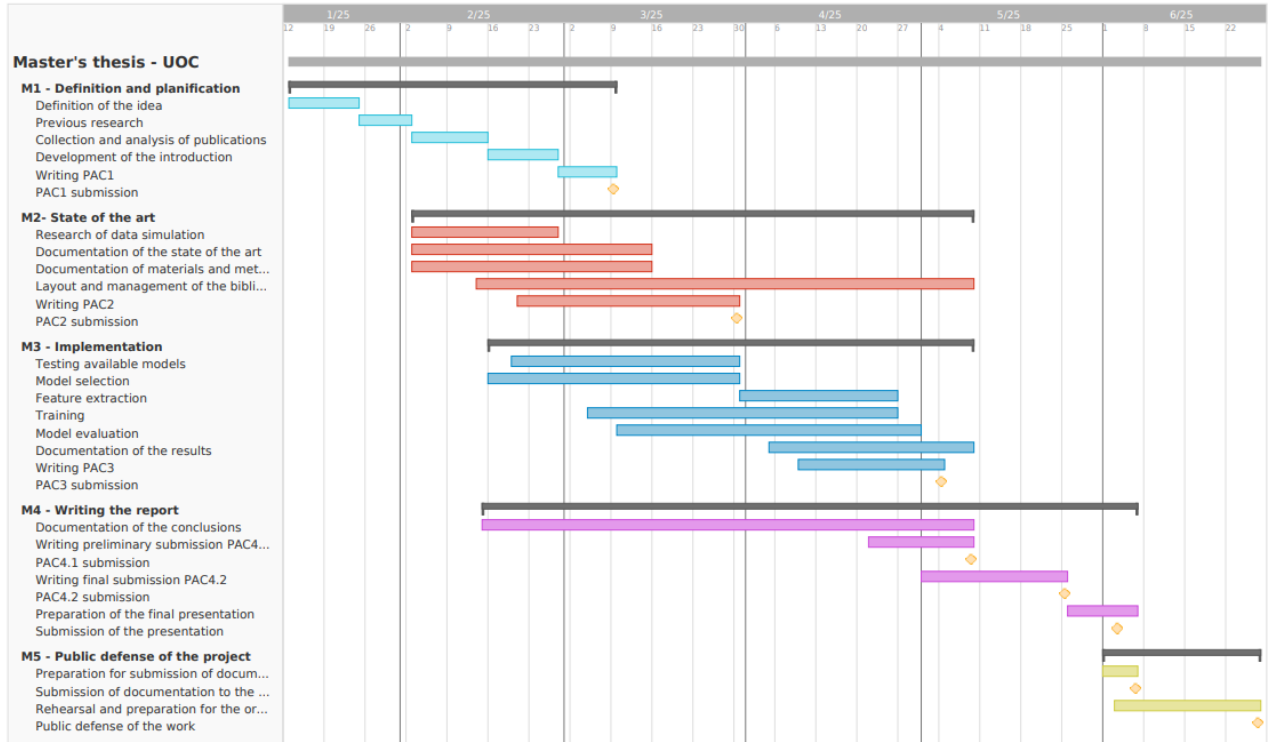 1/25 2/25 3/25 4/25 5/25 6/25
12 19 26 2 9 16 23 2 9 16 23 30 6 13 20 27 4 11 18 25 1 8 15 22
Master's thesis - UOC
M1 - Definition and planification
Definition of the idea
Previous research
Collection and analysis of publications
Development of the introduction
Writing PAC1
PAC1 submission
M2- State of the art
Research of data simulation
Documentation of the state of the art
Documentation of materials and met...
Layout and management of the bibli...
Writing PAC2
PAC2 submission
M3 - Implementation
Testing available models
Model selection
Feature extraction
Training
Model evaluation
Documentation of the results
Writing PAC3
PAC3 submission
M4 - Writing the report
Documentation of the conclusions
Writing preliminary submission PAC4...
PAC4.1 submission
Writing final submission PAC4.2
PAC4.2 submission
Preparation of the final presentation
Submission of the presentation
M5 - Public defense of the project
Preparation for submission of docum...
Submission of documentation to the ...
Rehearsal and preparation for the or...
Public defense of the work